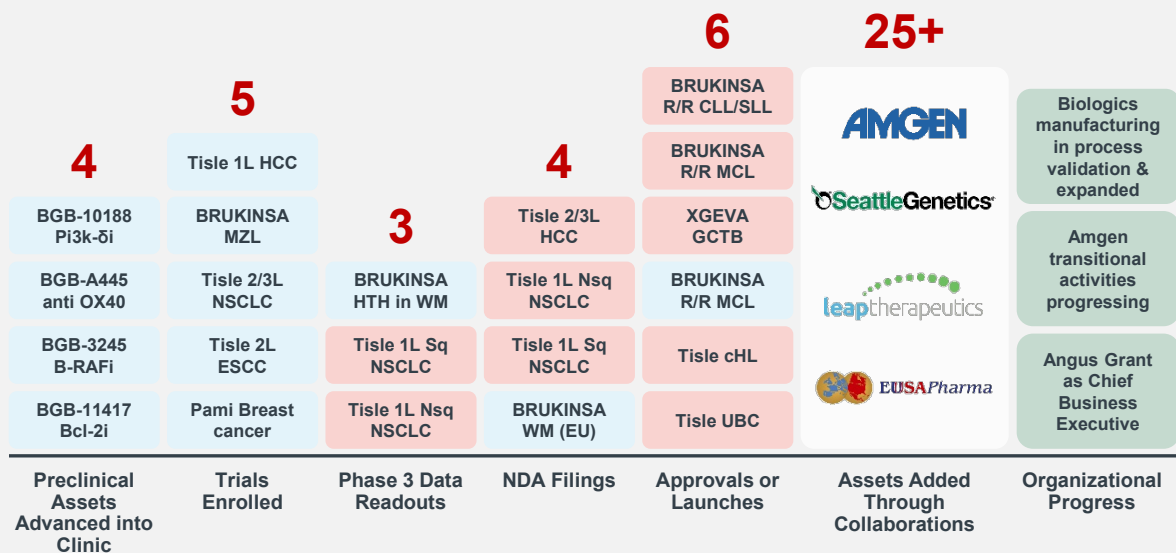 4
BGB-10188
Pi3k-δi
BGB-A445
anti OX40
BGB-3245
B-RAFi
BGB-11417
Bcl-2i
Preclinical
Assets
Advanced into
Clinic
5
Tisle 1L HCC
BRUKINSA
MZL
Tisle 2/3L
NSCLC
Tisle 2L
ESCC
Pami Breast
cancer
Trials
Enrolled
3
BRUKINSA
HTH in WM
Tisle 1L Sq
NSCLC
Tisle 1L Nsq
NSCLC
Phase 3 Data
Readouts
4
Tisle 2/3L
HCC
Tisle 1L Nsq
NSCLC
Tisle 1L Sq
NSCLC
BRUKINSA
WM (EU)
NDA Filings
6
BRUKINSA
R/R CLL/SLL
BRUKINSA
R/R MCL
XGEVA
GCTB
BRUKINSA
R/R MCL
Tisle cHL
Tisle UBC
Approvals or
Launches
25+
AMGEN
SeattleGenetics®
leaptherapeutics
EUSAPharma
Assets Added
Through
Collaborations
Biologics
manufacturing
in process
validation &
expanded
Amgen
transitional
activities
progressing
Angus Grant
as Chief
Business
Executive
Organizational
Progress